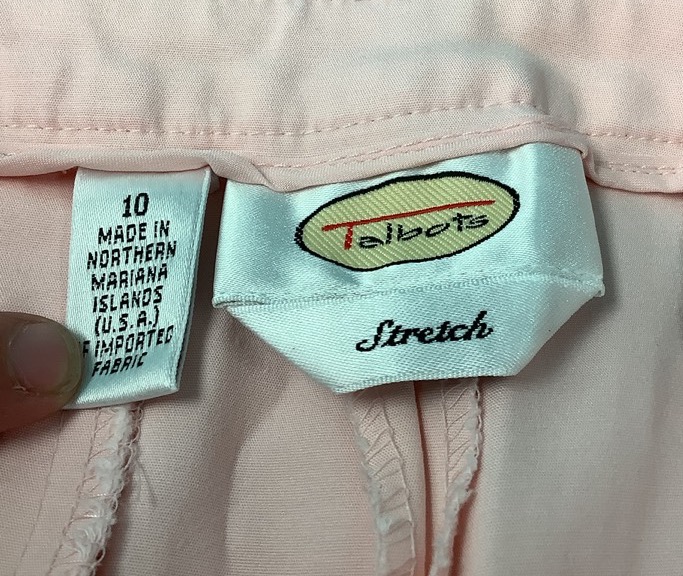 10
MADE IN
NORTHERN
MARIANA
ISLANDS
(U.S.A.)
F IMPORTED
FABRIC
Talbots
Stretch